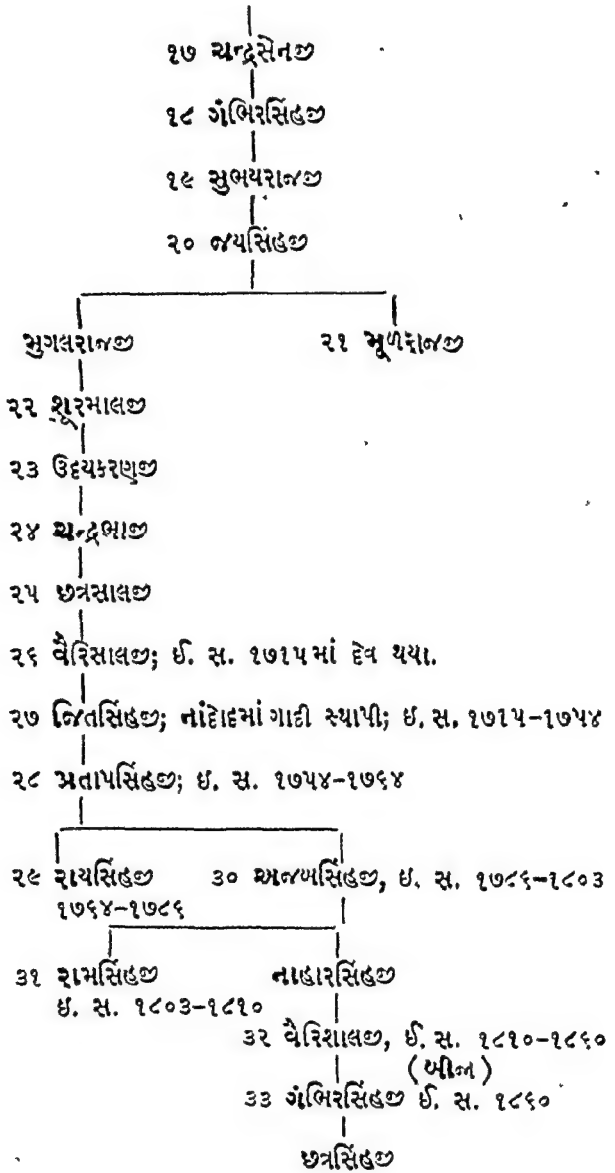 ૧૭ ચન્દ્રસેનજી
૧૮ ગંભિરસિંહજી
૧૯ સુભયરાજજી
૨૦ જયસિંહજી
સુગલરાજજી ૨૧ મૂળરાજજી
૨૨ શૂરમાલજી
૨૩ ઉદયકરણજી
૨૪ ચન્દ્રભાજી
૨૫ છત્રસાલજી
૨૬ વૈરિસાલજી; ઈ. સ. ૧૭૧૫માં દેવ થયા.
૨૭ જિતસિંહજી; નાંદોદમાં ગાદી સ્થાપી; ઇ. સ. ૧૭૧૫-૧૭૫૪
૨૮ પ્રતાપસિંહજી; ઇ. સ. ૧૭૫૪-૧૭૬૪
૨૯ રાયસિંહજી ૩૦ અજબસિંહજી, ઇ. સ. ૧૭૮૬-૧૮૦૩
૧૭૬૪-૧૭૮૬
૩૧ રામસિંહજી નાહારસિંહજી
ઇ. સ. ૧૮૦૩-૧૮૧૦
૩૨ વૈરિશાલજી, ઈ. સ. ૧૮૧૦-૧૮૬૦
(બીજા)
૩૩ ગંભિરસિંહજી ઈ. સ. ૧૮૬૦
છત્રસિંહજી